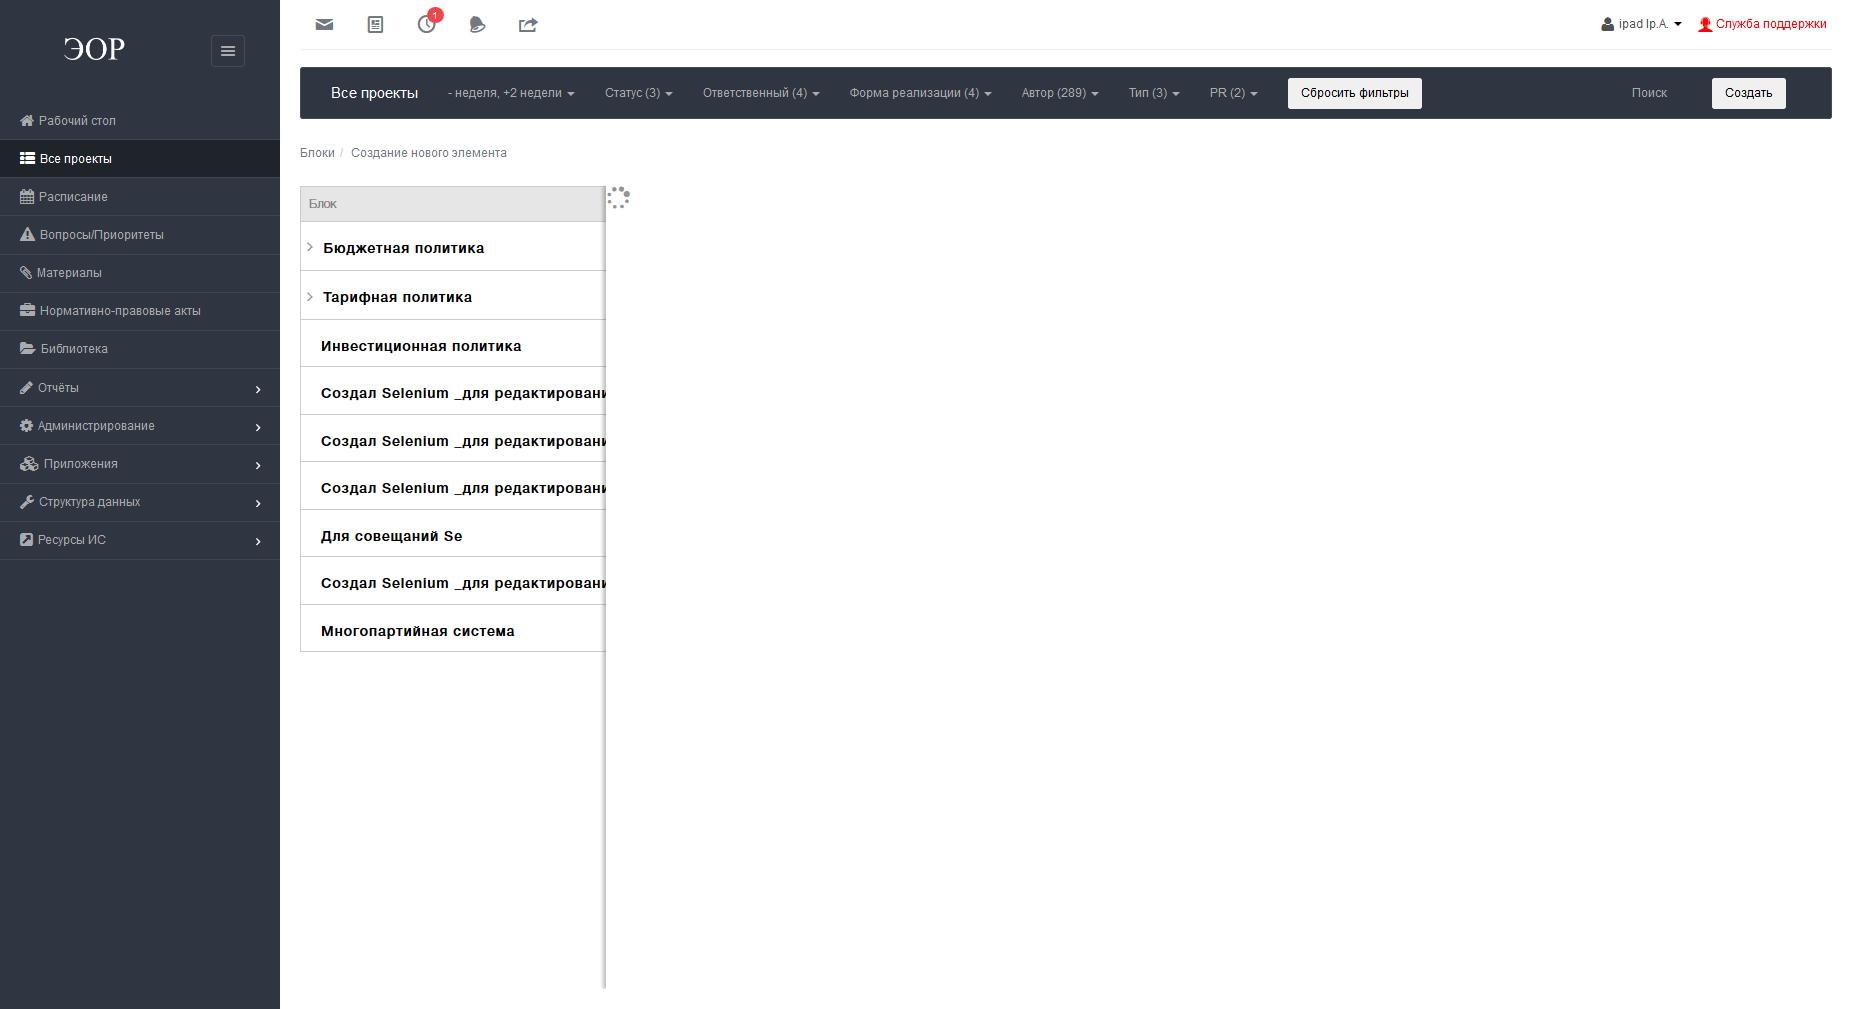 ЭОР
Рабочий стол
Все проекты
Расписание
Вопросы/Приоритеты
Материалы
Нормативно-правовые акты
Библиотека
Отчёты
Администрирование
Приложения
Структура данных
Ресурсы ИС
1
ipad Ip.A.
Служба поддержки
Все проекты
- неделя, +2 недели
Статус (3)
Ответственный (4)
Форма реализации (4)
Автор (289)
Тип (3)
PR (2)
Сбросить фильтры
Поиск
Создать
Блоки / Создание нового элемента
Блок
Бюджетная политика
Тарифная политика
Инвестиционная политика
Создал Selenium _для редактировани
Создал Selenium _для редактировани
Создал Selenium _для редактировани
Для совещаний Se
Создал Selenium _для редактировани
Многопартийная система